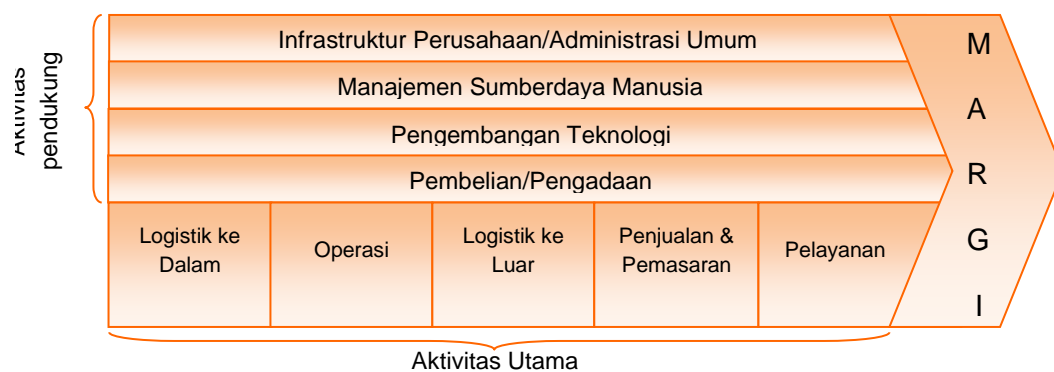 Infrastruktur Perusahaan/Administrasi Umum
Manajemen Sumberdaya Manusia
Pengembangan Teknologi
Pembelian/Pengadaan
Aktivitas
pendukung
Logistik ke
Dalam
Operasi
Logistik ke
Luar
Penjualan &
Pemasaran
Pelayanan
M
A
R
G
I
Aktivitas Utama